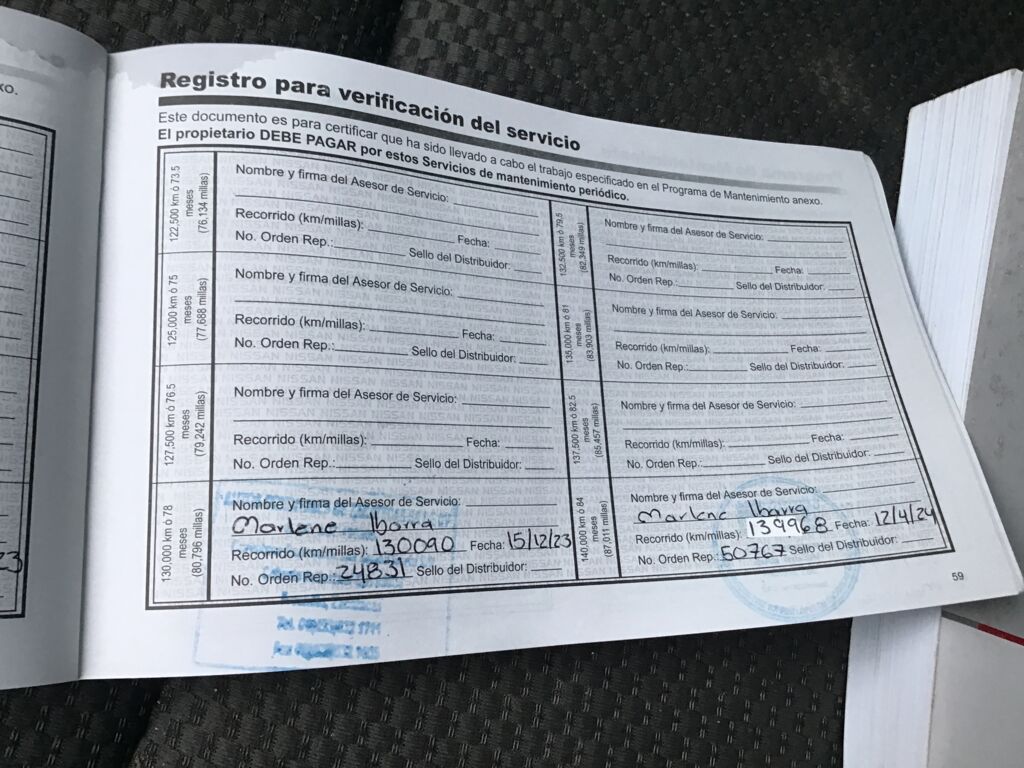 xo.
Registro para verificación del servicio
Este documento es para certificar que ha sido llevado a cabo el trabajo especificado en el Programa de Mantenimiento anexo.
El propietario DEBE PAGAR por estos Servicios de mantenimiento periódico.
122,500 km ó 73.5
meses
(76,134 millas)
Nombre y firma del Asesor de Servicio:
Recorrido (km/millas): Fecha:
No. Orden Rep.: Sello del Distribuidor:
125,000 km ó 75
meses
(77,688 millas)
Nombre y firma del Asesor de Servicio:
Recorrido (km/millas): Fecha:
No. Orden Rep.: Sello del Distribuidor:
127,500 km ó 76.5
meses
(79,242 millas)
Nombre y firma del Asesor de Servicio:
Recorrido (km/millas): Fecha:
No. Orden Rep.: Sello del Distribuidor:
130,000 km ó 78
meses
(80,796 millas)
Nombre y firma del Asesor de Servicio:
Marlene Ibarra
Recorrido (km/millas): 130090 Fecha: 15/12/23
No. Orden Rep.: 24831 Sello del Distribuidor:
132,500 km ó 79.5
meses
(82,349 millas)
Nombre y firma del Asesor de Servicio:
Recorrido (km/millas): Fecha:
No. Orden Rep.: Sello del Distribuidor:
135,000 km ó 81
meses
(83,903 millas)
Nombre y firma del Asesor de Servicio:
Recorrido (km/millas): Fecha:
No. Orden Rep.: Sello del Distribuidor:
137,500 km ó 82.5
meses
(85,457 millas)
Nombre y firma del Asesor de Servicio:
Recorrido (km/millas): Fecha:
No. Orden Rep.: Sello del Distribuidor:
140,000 km ó 84
meses
(87,011 millas)
Nombre y firma del Asesor de Servicio:
Marlene Ibarra
Recorrido (km/millas): 139968 Fecha: 12/4/24
No. Orden Rep.: 50767 Sello del Distribuidor:
59